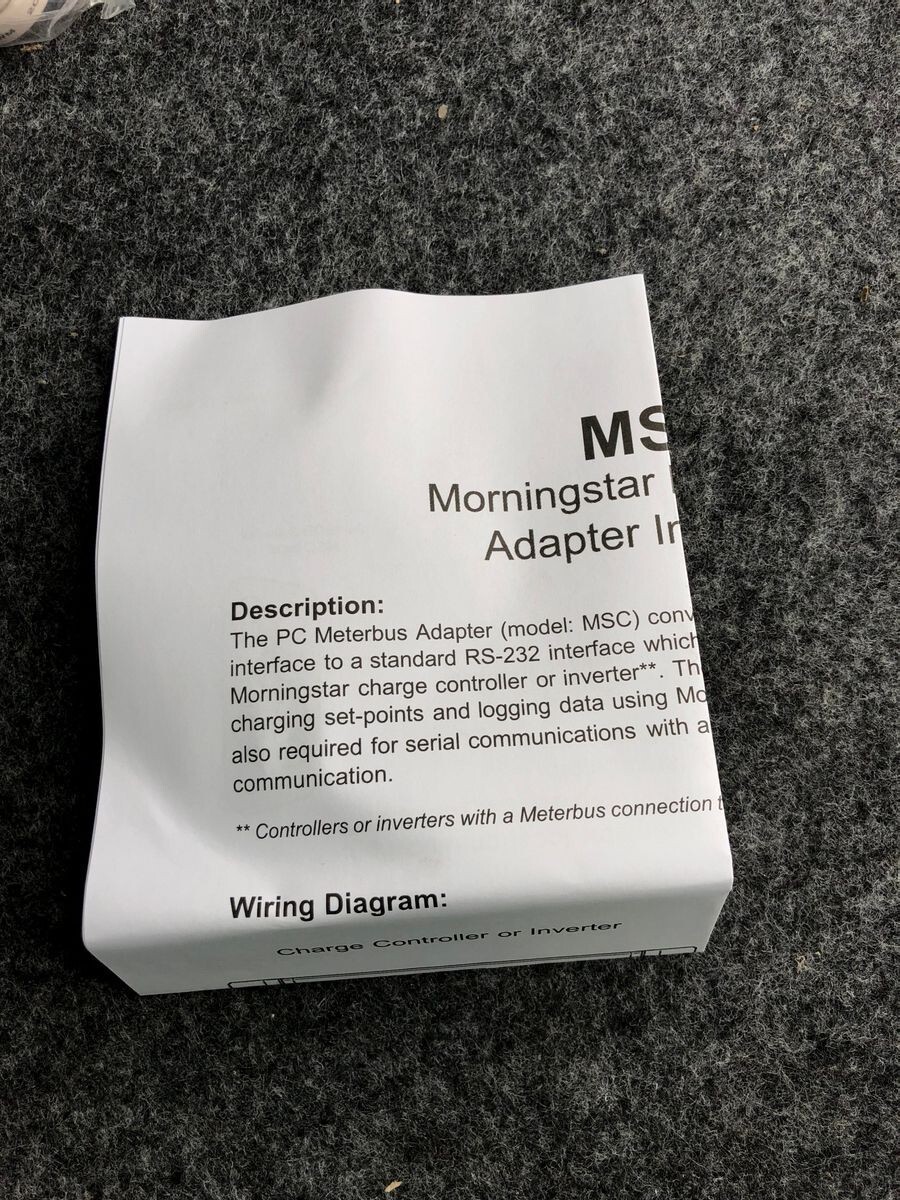 MS
Morningstar
Adapter In
Description:
The PC Meterbus Adapter (model: MSC) conv
interface to a standard RS-232 interface which
Morningstar charge controller or inverter**. Th
charging set-points and logging data using Mo
also required for serial communications with a
communication.
** Controllers or inverters with a Meterbus connection t
Wiring Diagram:
Charge Controller or Inverter